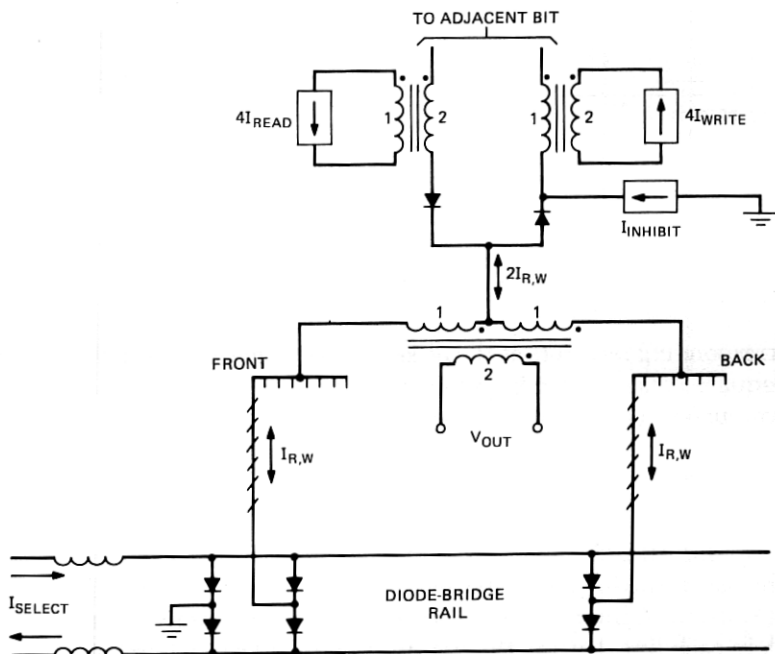 TO ADJACENT BIT
4I_READ
1
2
1
2
4I_WRITE
I_INHIBIT
2I_R,W
1
1
FRONT
BACK
2
V_OUT
I_R,W
I_R,W
I_SELECT
DIODE-BRIDGE
RAIL